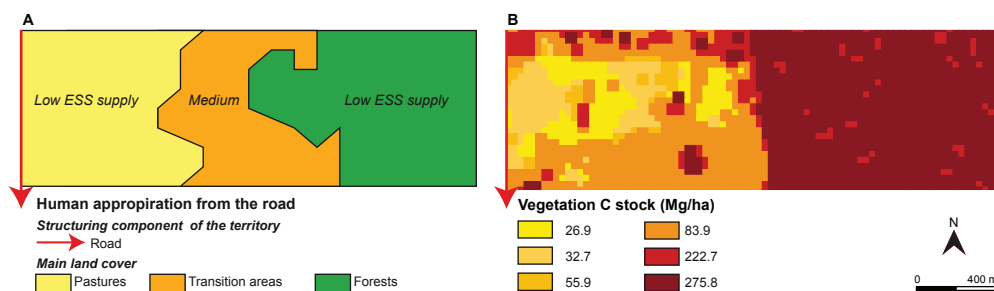 A
Low ESS supply
Medium
Low ESS supply
Human appropiration from the road
Structuring component of the territory
Road
Main land cover
Pastures
Transition areas
Forests
B
Vegetation C stock (Mg/ha)
26.9
83.9
32.7
222.7
55.9
275.8
N
0
400 m